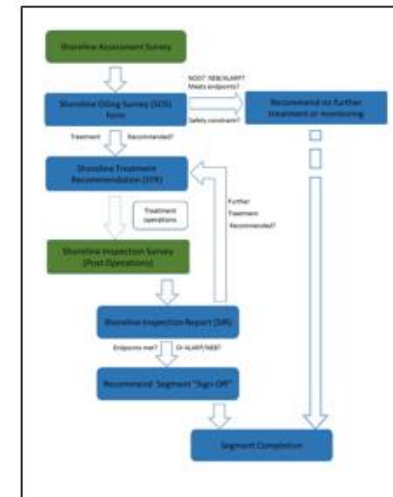 Shoreline Assessment Survey
NOO? NEB/ALARP?
Meets endpoints?
Shoreline Oiling Survey (SOS)
form
Recommend no further
treatment or monitoring
Safety constraint?
Treatment Recommended?
Shoreline Treatment
Recommendation (STR)
Treatment
operations
Further
Treatment
Recommended?
Shoreline Inspection Survey
(Post Operations)
Shoreline Inspection Report (SIR)
Endpoints met? Or ALARP/NEB?
Recommend Segment "Sign-Off"
Segment Completion